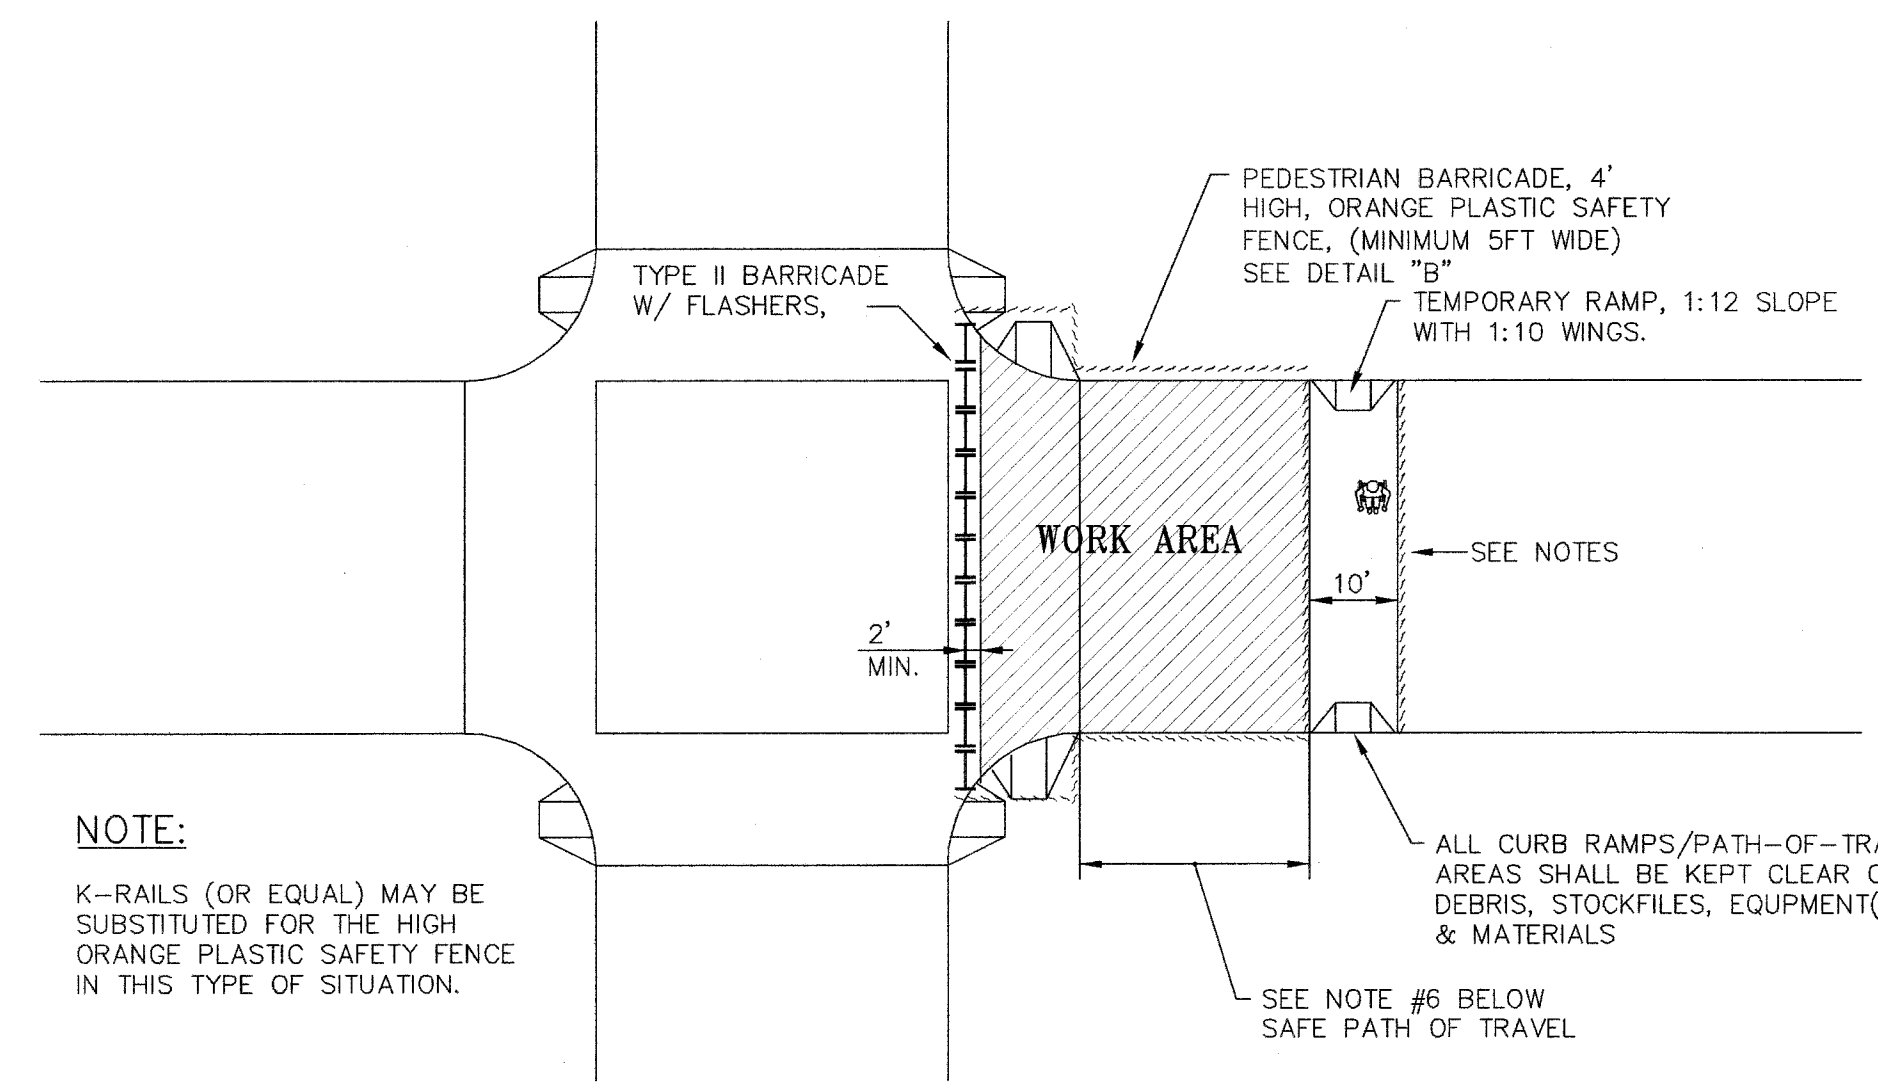 PEDESTRIAN BARRICADE, 4'
HIGH, ORANGE PLASTIC SAFETY
FENCE, (MINIMUM 5FT WIDE)
SEE DETAIL "B"
TYPE II BARRICADE
W/ FLASHERS,
TEMPORARY RAMP, 1:12 SLOPE
WITH 1:10 WINGS.
WORK AREA
SEE NOTES
10'
2'
MIN.
NOTE:
K-RAILS (OR EQUAL) MAY BE
SUBSTITUTED FOR THE HIGH
ORANGE PLASTIC SAFETY FENCE
IN THIS TYPE OF SITUATION.
ALL CURB RAMPS/PATH-OF-TRA
AREAS SHALL BE KEPT CLEAR
DEBRIS, STOCKFILES, EQUPMENT(
& MATERIALS
SEE NOTE #6 BELOW
SAFE PATH OF TRAVEL